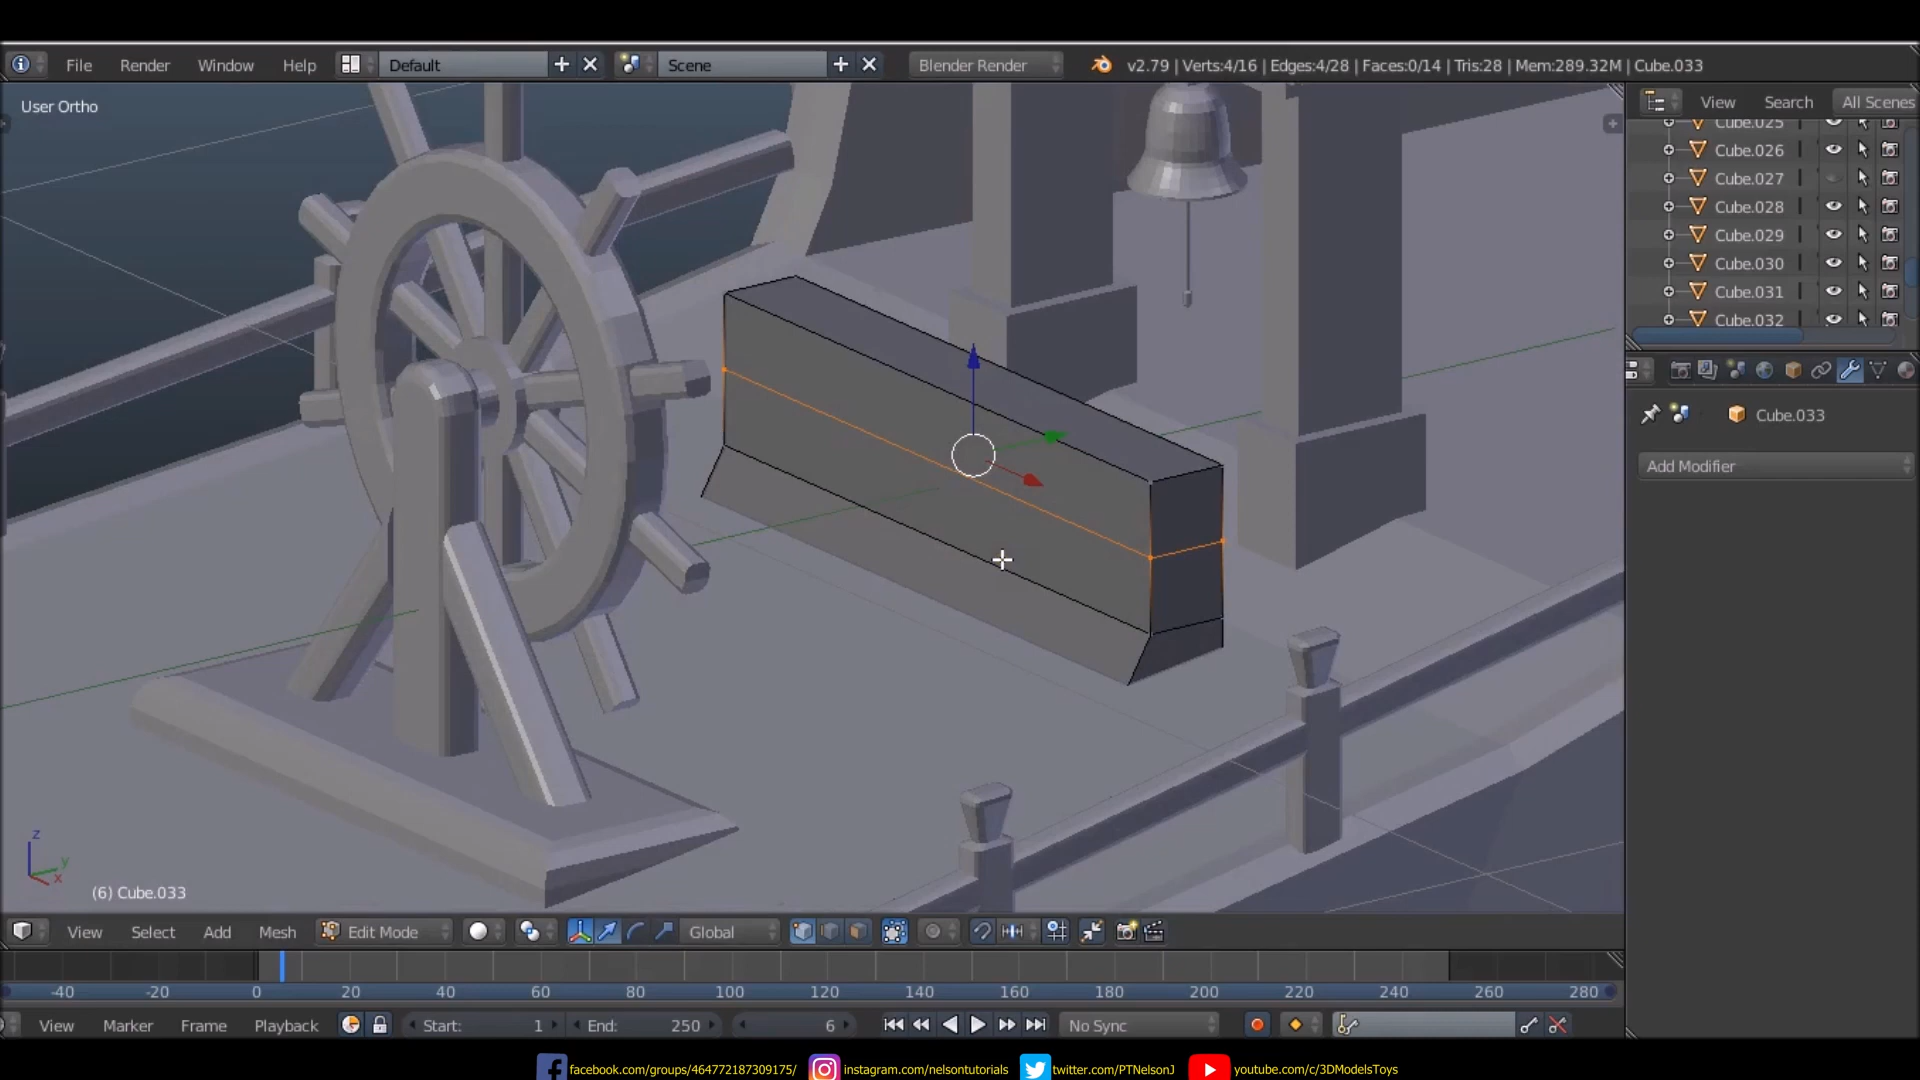 File Render Window Help Default Scene Blender Render v2.79 | Verts:4/16 | Edges:4/28 | Faces:0/14 | Tris:28 | Mem:289.32M | Cube.033
User Ortho
View Search All Scenes
Cube.025
Cube.026
Cube.027
Cube.028
Cube.029
Cube.030
Cube.031
Cube.032
Cube.033
Add Modifier
z
y
x
(6) Cube.033
View Select Add Mesh Edit Mode Global
-40 -20 0 20 40 60 80 100 120 140 160 180 200 220 240 260 280
View Marker Frame Playback Start: 1 End: 250 6 No Sync
facebook.com/groups/464772187309175/ instagram.com/nelsontutorials twitter.com/PTNelsonJ youtube.com/c/3DModelsToys